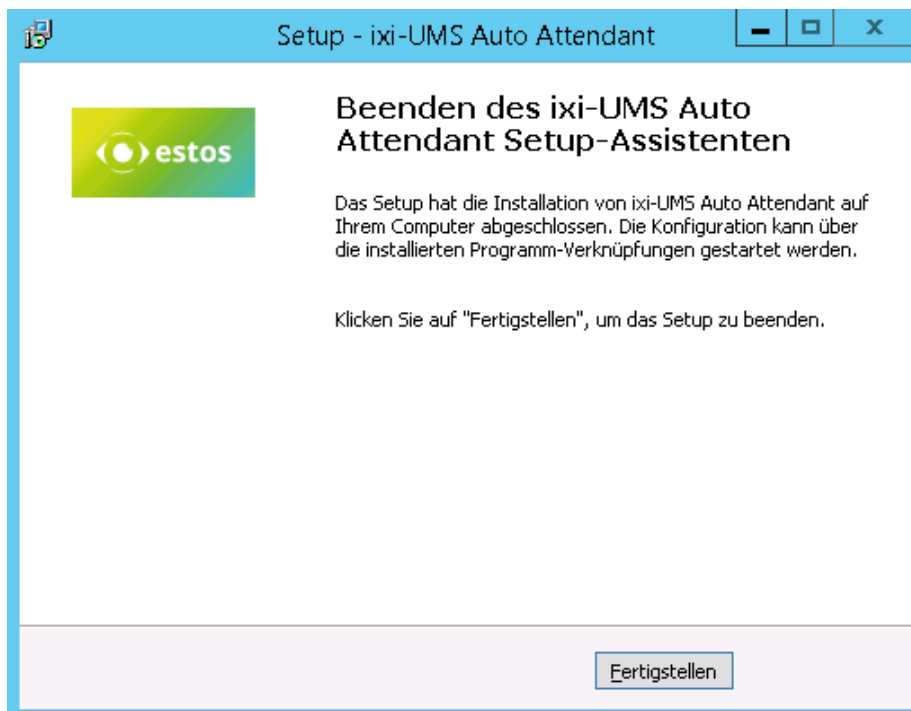 Setup - ixi-UMS Auto Attendant
estos
Beenden des ixi-UMS Auto
Attendant Setup-Assistenten
Das Setup hat die Installation von ixi-UMS Auto Attendant auf
Ihrem Computer abgeschlossen. Die Konfiguration kann über
die installierten Programm-Verknüpfungen gestartet werden.
Klicken Sie auf "Fertigstellen", um das Setup zu beenden.
Fertigstellen